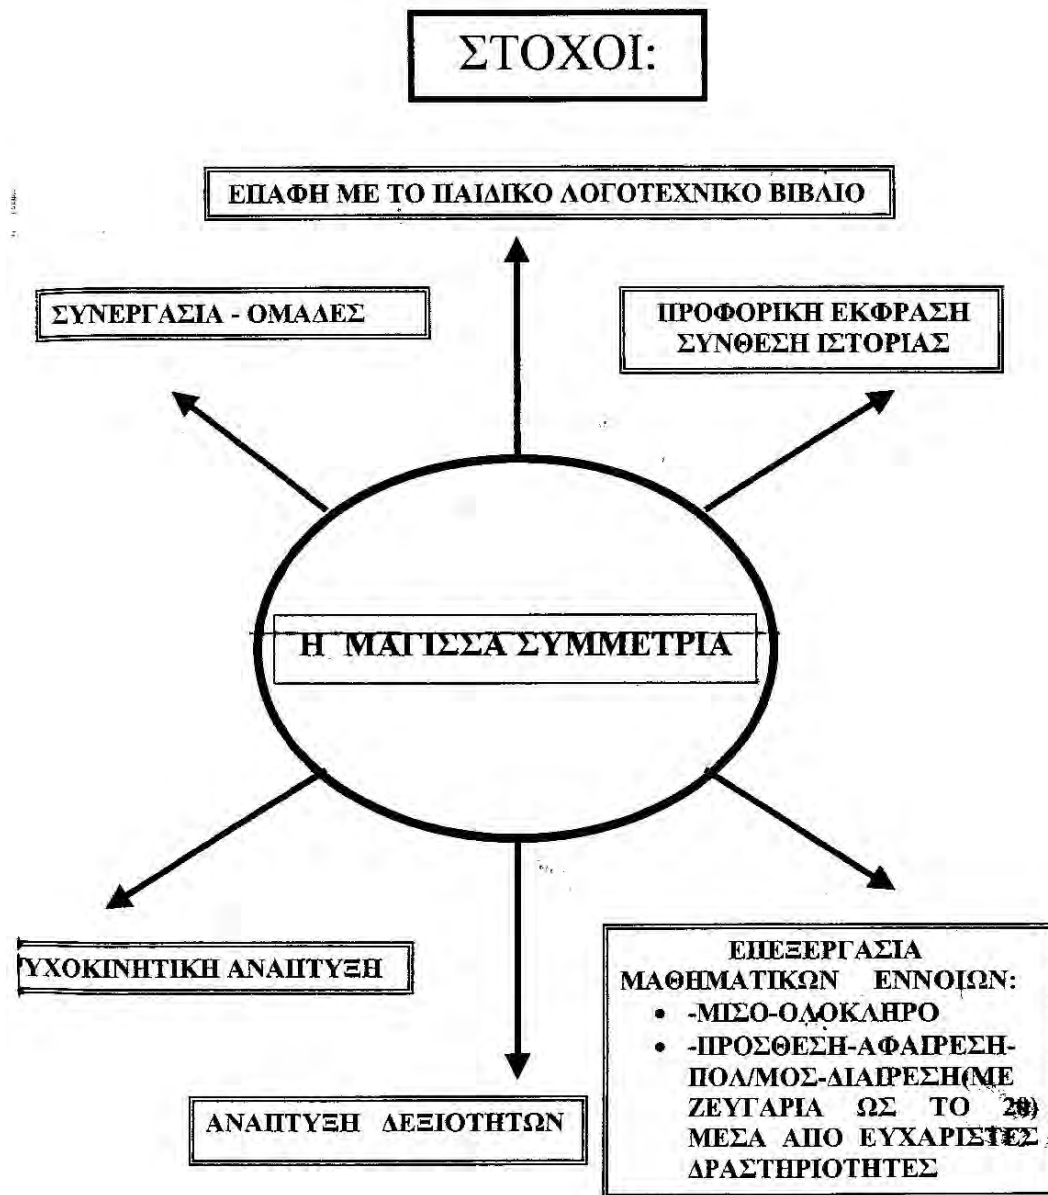 ΣΤΟΧΟΙ:
ΕΠΑΦΗ ΜΕ ΤΟ ΠΑΙΔΙΚΟ ΛΟΓΟΤΕΧΝΙΚΟ ΒΙΒΛΙΟ
ΣΥΝΕΡΓΑΣΙΑ - ΟΜΑΔΕΣ
ΠΡΟΦΟΡΙΚΗ ΕΚΦΡΑΣΗ
ΣΥΝΘΕΣΗ ΙΣΤΟΡΙΑΣ
Η ΜΑΓΙΣΣΑ ΣΥΜΜΕΤΡΙΑ
ΥΧΟΚΙΝΗΤΙΚΗ ΑΝΑΠΤΥΞΗ
ΑΝΑΠΤΥΞΗ ΔΕΞΙΟΤΗΤΩΝ
ΕΠΕΞΕΡΓΑΣΙΑ
ΜΑΘΗΜΑΤΙΚΩΝ ΕΝΝΟΙΩΝ:
• -ΜΙΣΟ-ΟΛΟΚΛΗΡΟ
• -ΠΡΟΣΘΕΣΗ-ΑΦΑΙΡΕΣΗ-
ΠΟΛ/ΜΟΣ-ΔΙΑΙΡΕΣΗ(ΜΕ
ΖΕΥΓΑΡΙΑ ΩΣ ΤΟ 20)
ΜΕΣΑ ΑΠΟ ΕΥΧΑΡΙΣΤΕΣ
ΔΡΑΣΤΗΡΙΟΤΗΤΕΣ